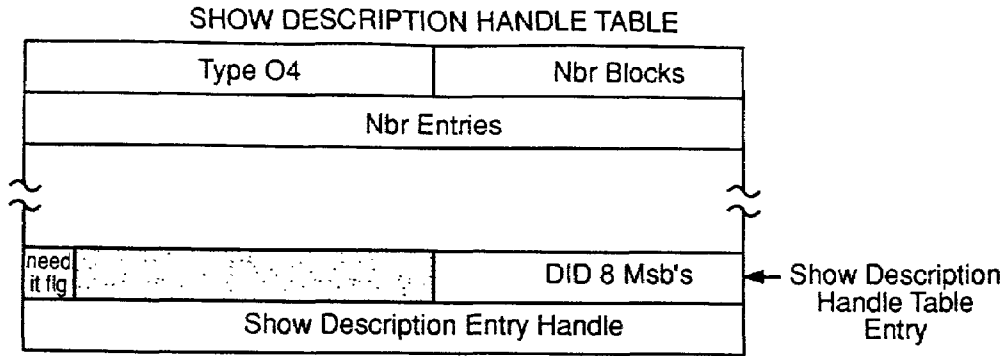 SHOW DESCRIPTION HANDLE TABLE
Type O4
Nbr Blocks
Nbr Entries
need
it flg
DID 8 Msb's
Show Description Entry Handle
Show Description
Handle Table
Entry